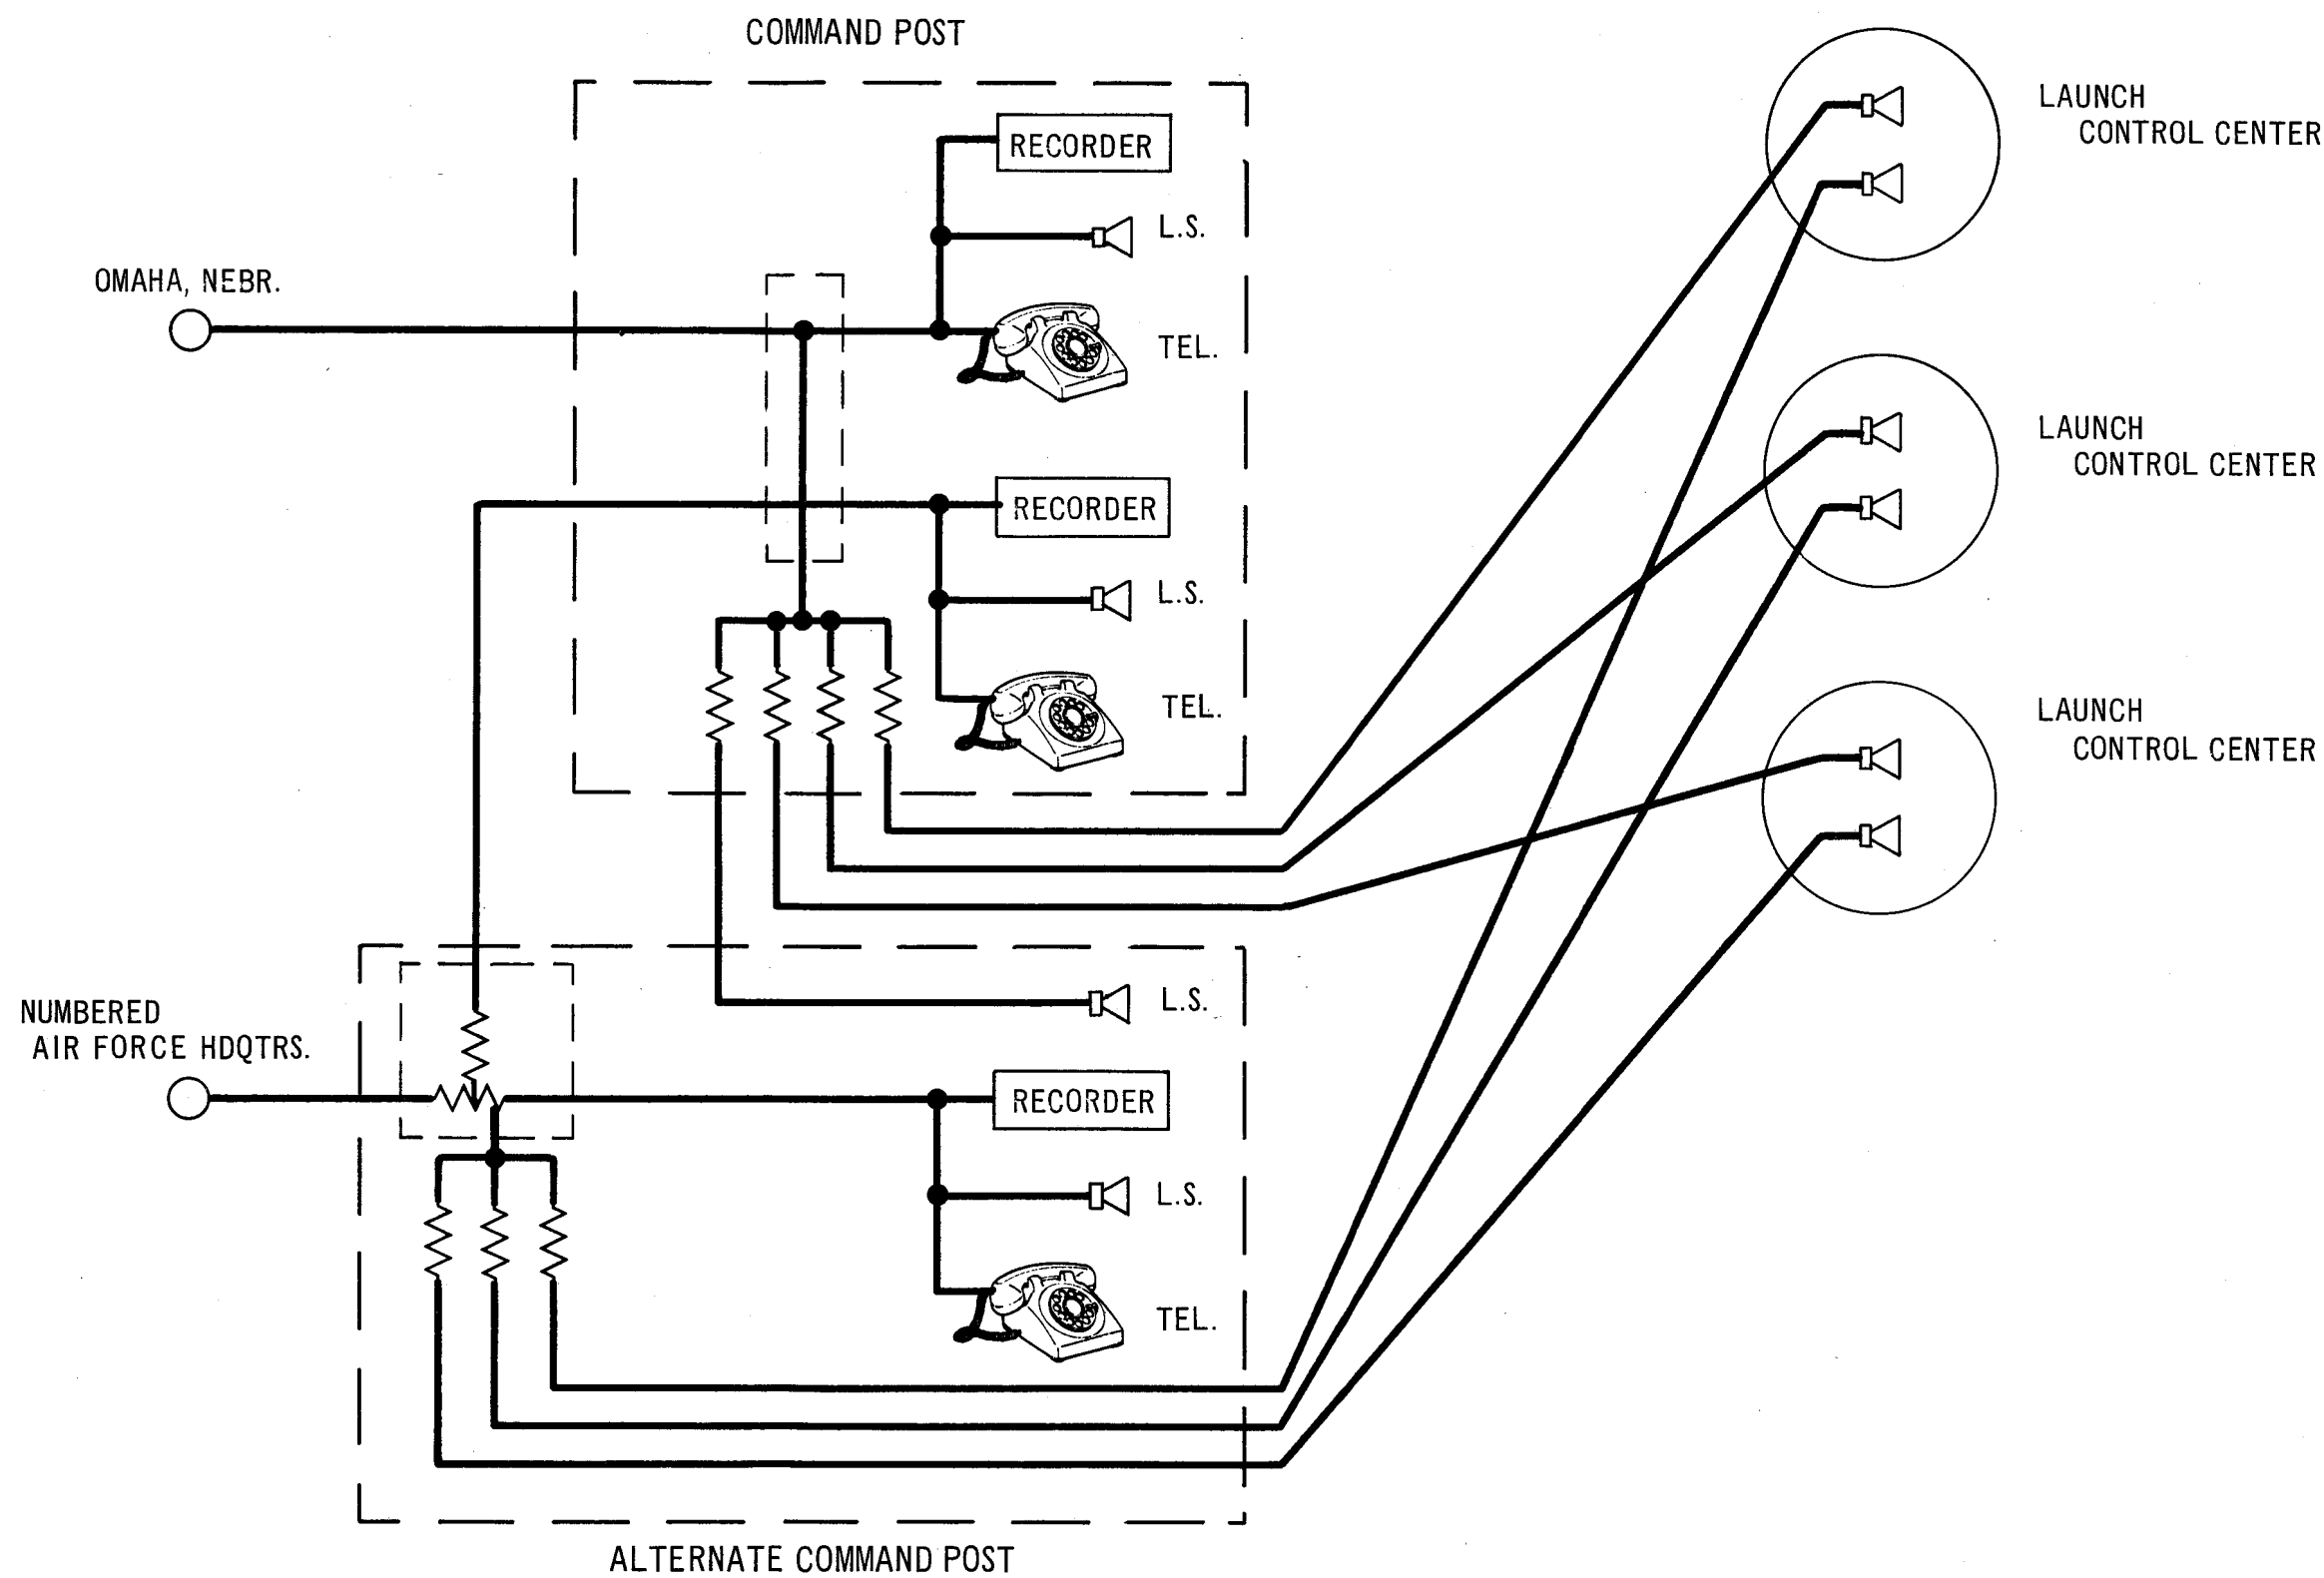 COMMAND POST
RECORDER
L.S.
OMAHA, NEBR.
TEL.
RECORDER
L.S.
TEL.
LAUNCH
CONTROL CENTER
LAUNCH
CONTROL CENTER
LAUNCH
CONTROL CENTER
L.S.
NUMBERED
AIR FORCE HDQTRS.
RECORDER
L.S.
TEL.
ALTERNATE COMMAND POST